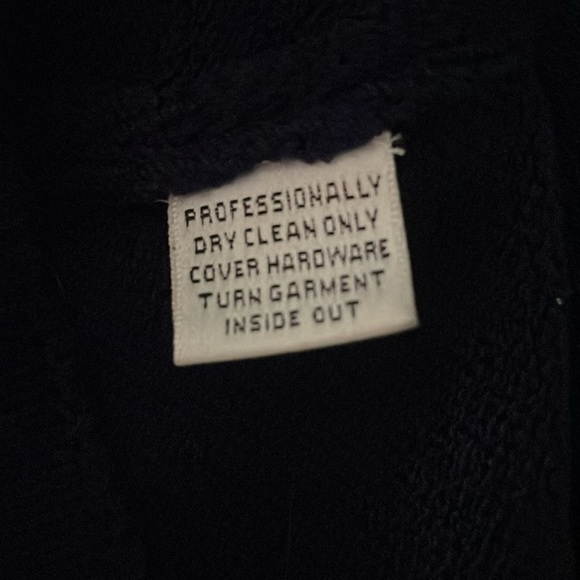 PROFESSIONALLY
DRY CLEAN ONLY
COVER HARDWARE
TURN GARMENT
INSIDE OUT